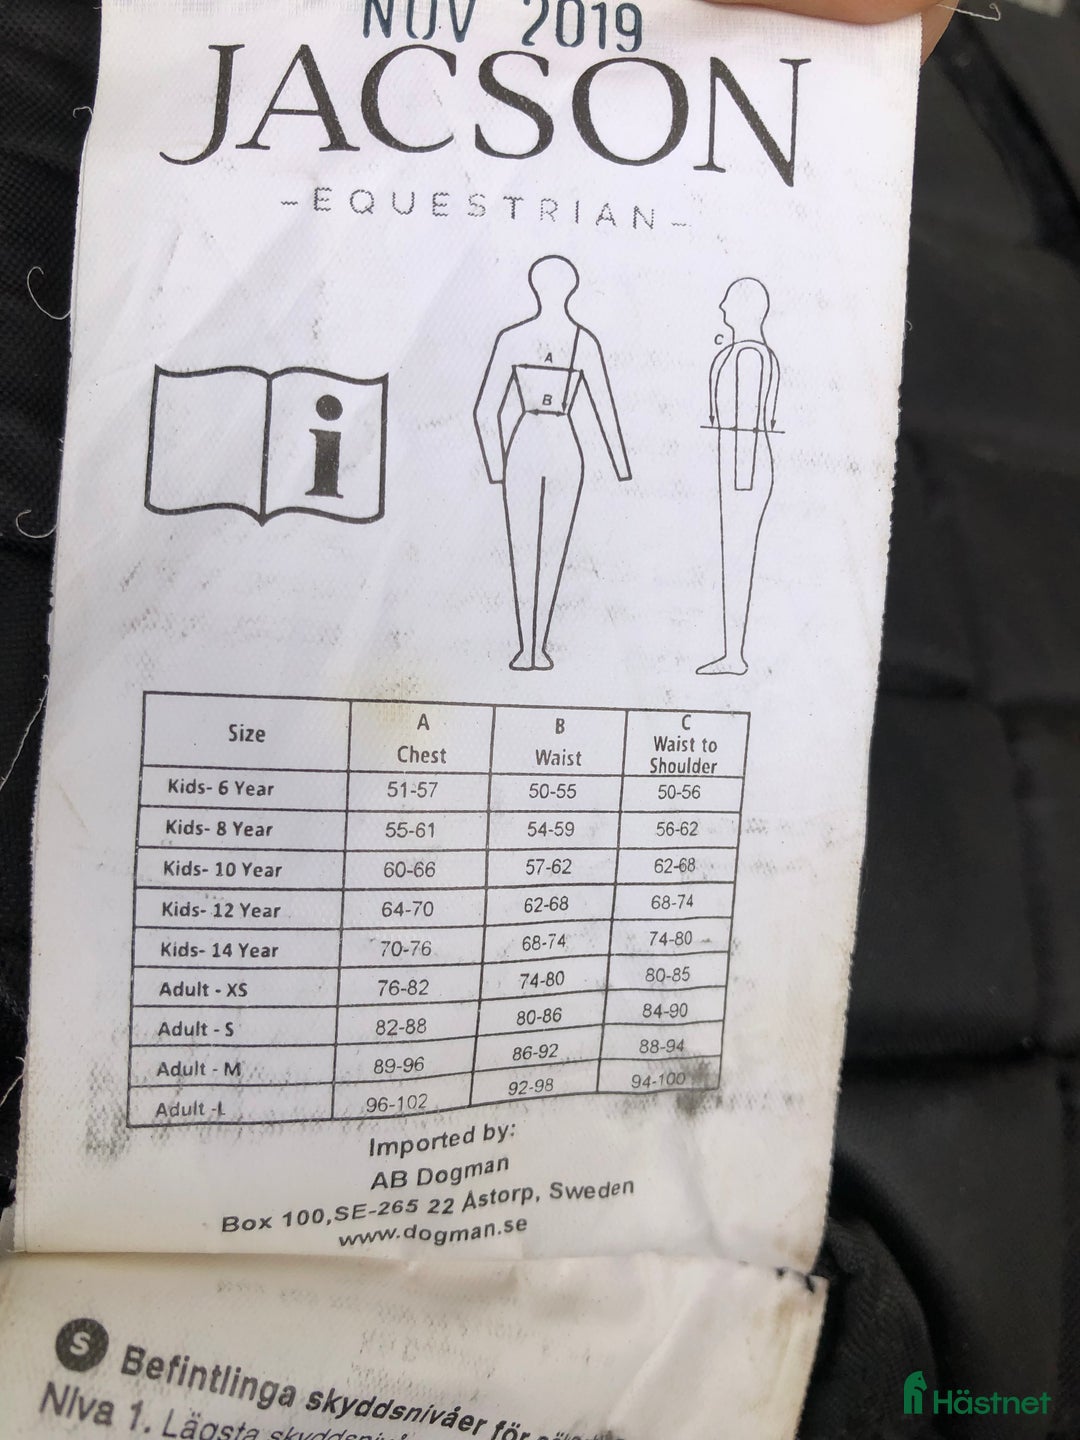 NOV 2019
JACSON
-EQUESTRIAN-
A
B
C
i
Size A Chest B Waist C Waist to Shoulder
Kids- 6 Year 51-57 50-55 50-56
Kids- 8 Year 55-61 54-59 56-62
Kids- 10 Year 60-66 57-62 62-68
Kids- 12 Year 64-70 62-68 68-74
Kids- 14 Year 70-76 68-74 74-80
Adult - XS 76-82 74-80 80-85
Adult - S 82-88 80-86 84-90
Adult - M 89-96 86-92 88-94
Adult -L 96-102 92-98 94-100
Imported by:
AB Dogman
Box 100,SE-265 22 Åstorp, Sweden
www.dogman.se
S Befintlinga skyddsnivåer för
Niva 1. Lägsta
Hästnet